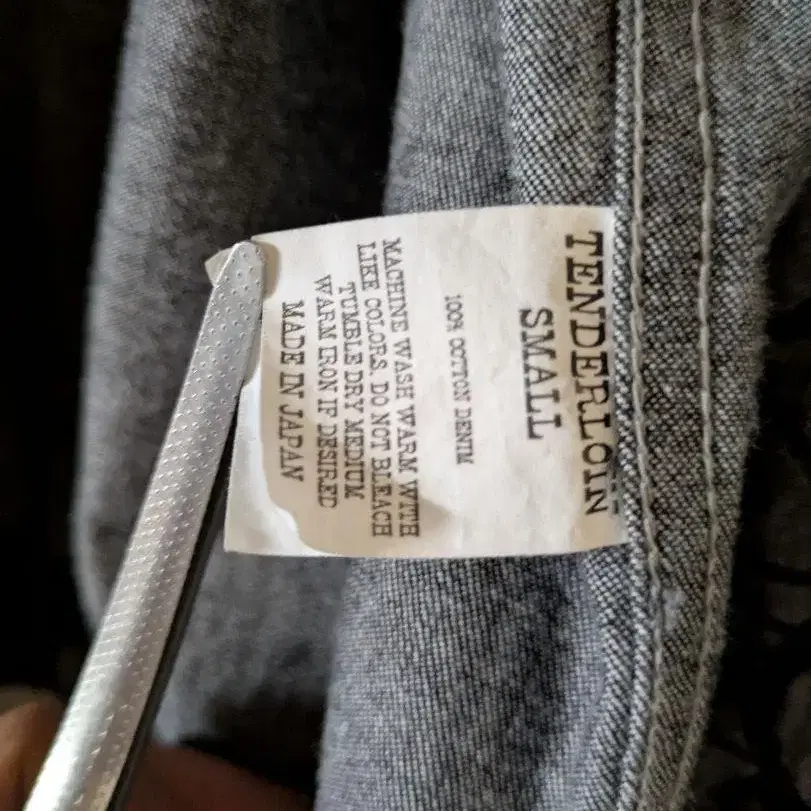 TENDERLOIN
SMALL
100% COTTON DENIM
MACHINE WASH WARM WITH
LIKE COLORS. DO NOT BLEACH
TUMBLE DRY MEDIUM
WARM IRON IF DESIRED
MADE IN JAPAN